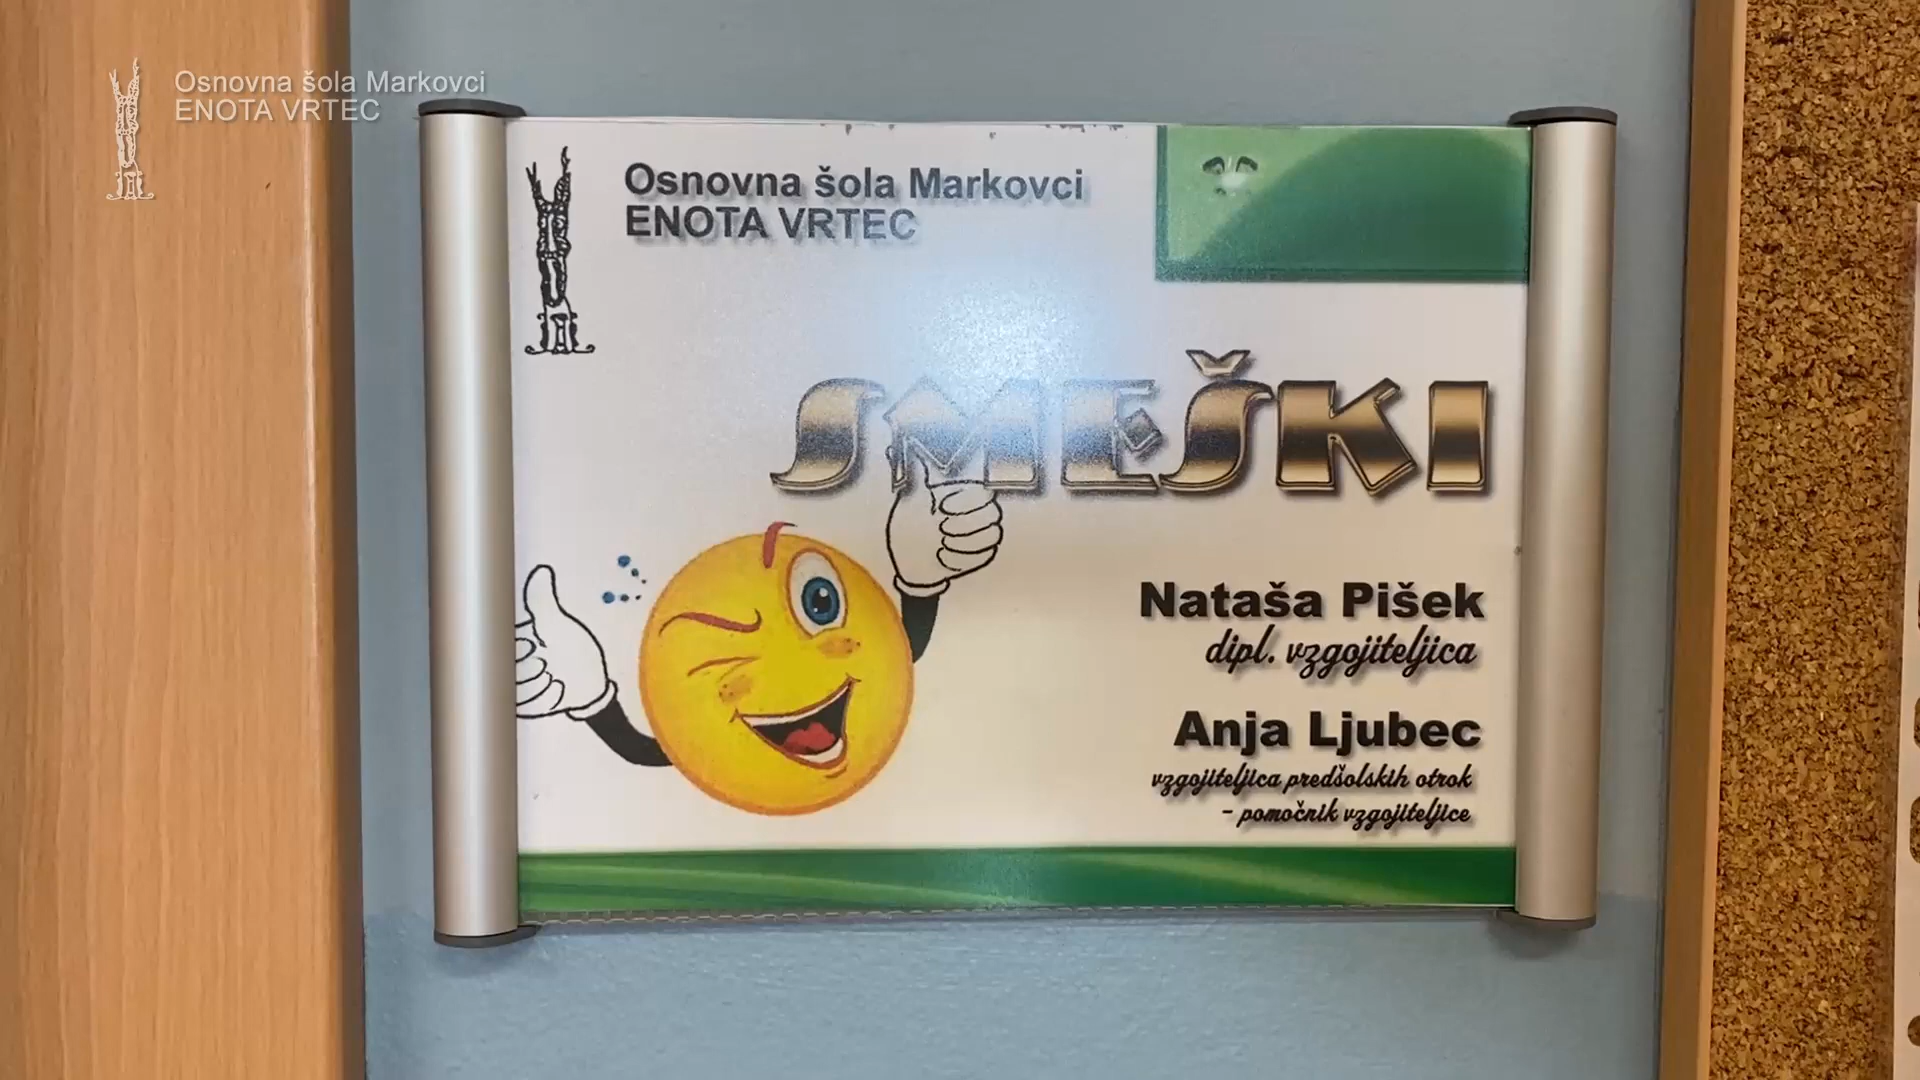 Osnovna šola Markovci
ENOTA VRTEC
Osnovna šola Markovci
ENOTA VRTEC
SMEŠKI
Nataša Pišek
dipl. vzgojiteljica
Anja Ljubec
vzgojiteljica predšolskih otrok
- pomočnik vzgojiteljice